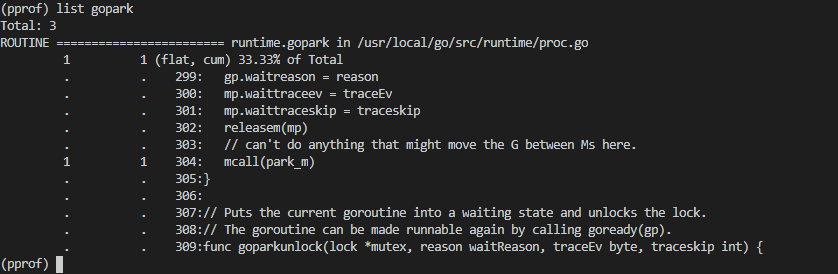 (pprof) list gopark
Total: 3
ROUTINE ======================== runtime.gopark in /usr/local/go/src/runtime/proc.go
         1          1 (flat, cum) 33.33% of Total
         .          .    299:	gp.waitreason = reason
         .          .    300:	mp.waittraceev = traceEv
         .          .    301:	mp.waittraceskip = traceskip
         .          .    302:	releasem(mp)
         .          .    303:	// can't do anything that might move the G between Ms here.
         1          1    304:	mcall(park_m)
         .          .    305:}
         .          .    306:
         .          .    307:// Puts the current goroutine into a waiting state and unlocks the lock.
         .          .    308:// The goroutine can be made runnable again by calling goready(gp).
         .          .    309:func goparkunlock(lock *mutex, reason waitReason, traceEv byte, traceskip int) {
(pprof)